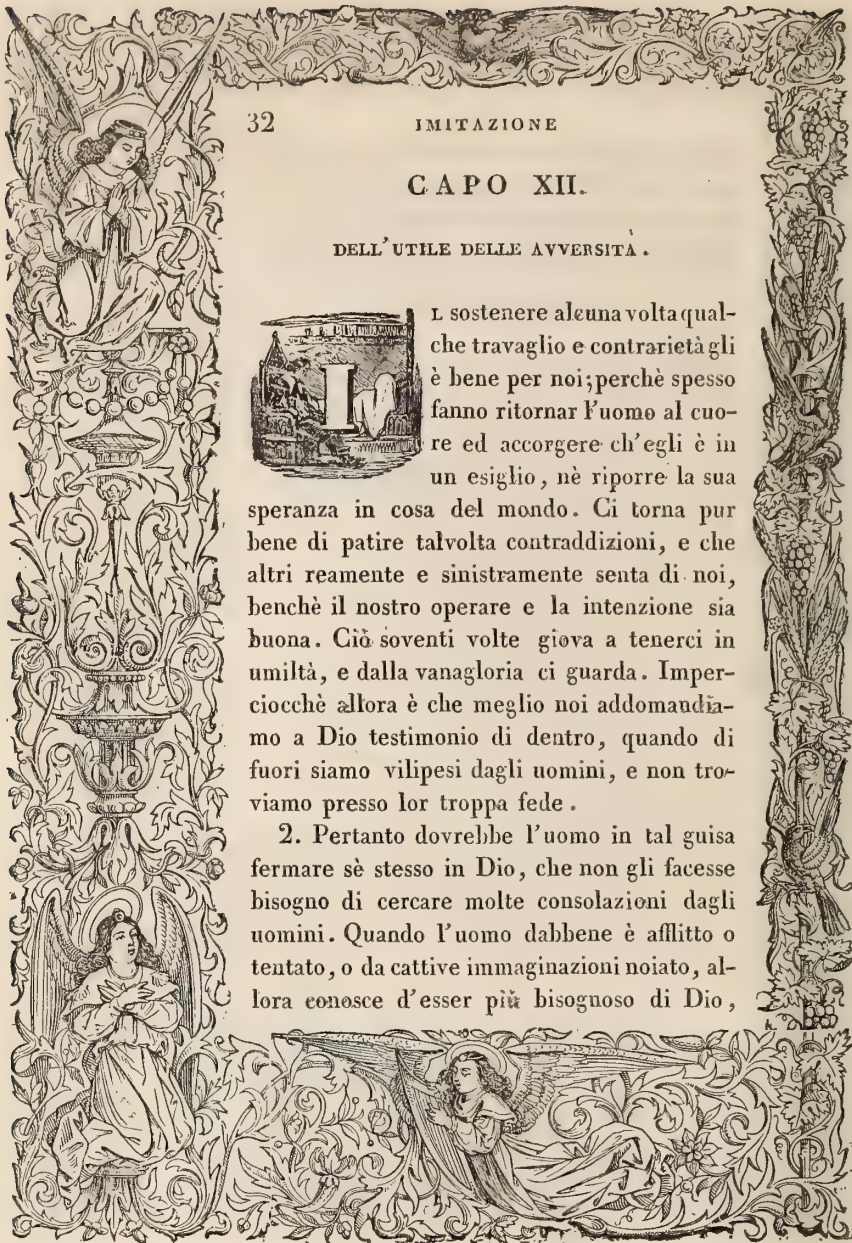 32 IMITAZIONE
CAPO XII.
DELL'UTILE DELLE AVVERSITÀ.
IL sostenere alcuna volta qual-
che travaglio e contrarietà gli
è bene per noi; perchè spesso
fanno ritornar l'uomo al cuo-
re ed accorgere ch'egli è in
un esiglio, nè riporre la sua
speranza in cosa del mondo. Ci torna pur
bene di patire talvolta contraddizioni, e che
altri reamente e sinistramente senta di noi,
benchè il nostro operare e la intenzione sia
buona. Ciò soventi volte giova a tenerci in
umiltà, e dalla vanagloria ci guarda. Imper-
ciocchè allora è che meglio noi addomandia-
mo a Dio testimonio di dentro, quando di
fuori siamo vilipesi dagli uomini, e non tro-
viamo presso lor troppa fede.
2. Pertanto dovrebbe l'uomo in tal guisa
fermare sè stesso in Dio, che non gli facesse
bisogno di cercare molte consolazioni dagli
uomini. Quando l'uomo dabbene è afflitto o
tentato, o da cattive immaginazioni noiato, al-
lora conosce d'esser più bisognoso di Dio,